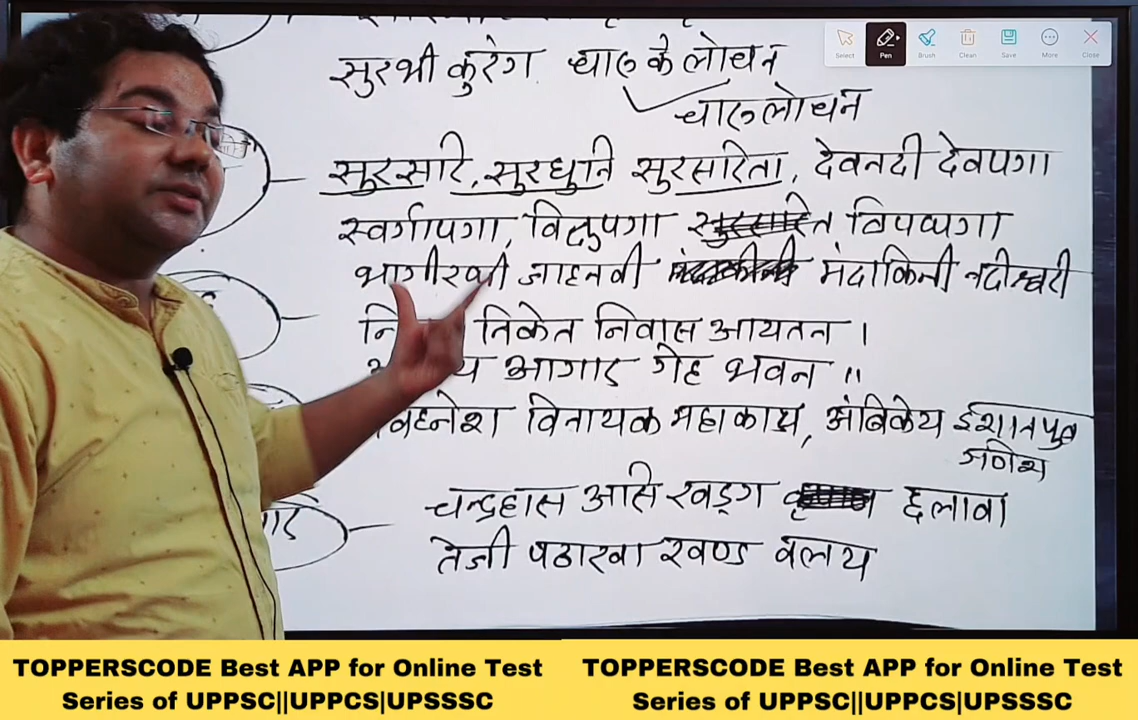 सुरभी कुरंग चारु के लोचन
चारुलोचन
सुरसरि, सुरधुनि सुरसरिता, देवनदी देवपगा
स्वर्गापगा, विष्णुपगा त्रिपथगा
भागीरथी जाहनवी मंदाकिनी नदीश्वरी
निकेत निवास आयतन।
आगार गेह भवन॥
विनायक महाकाय, अंबिकेय ईशानपुत्र
गणेश
चन्द्रहास असि खड्ग छलावा
तेजी पठारवा खण्ड वलय
Select Pen Brush Clean Save More Close
TOPPERSCODE Best APP for Online Test Series of UPPSC||UPPCS|UPSSSC
TOPPERSCODE Best APP for Online Test Series of UPPSC||UPPCS|UPSSSC